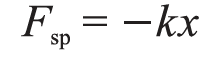 F_sp = −kx